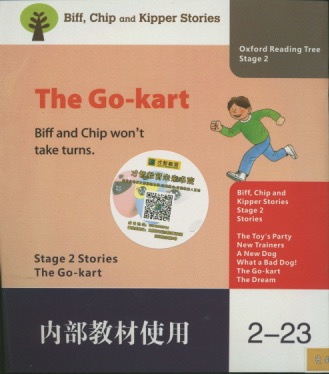 Biff, Chip and Kipper Stories
Oxford Reading Tree
Stage 2
The Go-kart
Biff and Chip won't
take turns.
Biff, Chip and
Kipper Stories
Stage 2
Stories
The Toy's Party
New Trainers
A New Dog
What a Bad Dog!
The Go-kart
The Dream
Stage 2 Stories
The Go-kart
内部教材使用
2-23